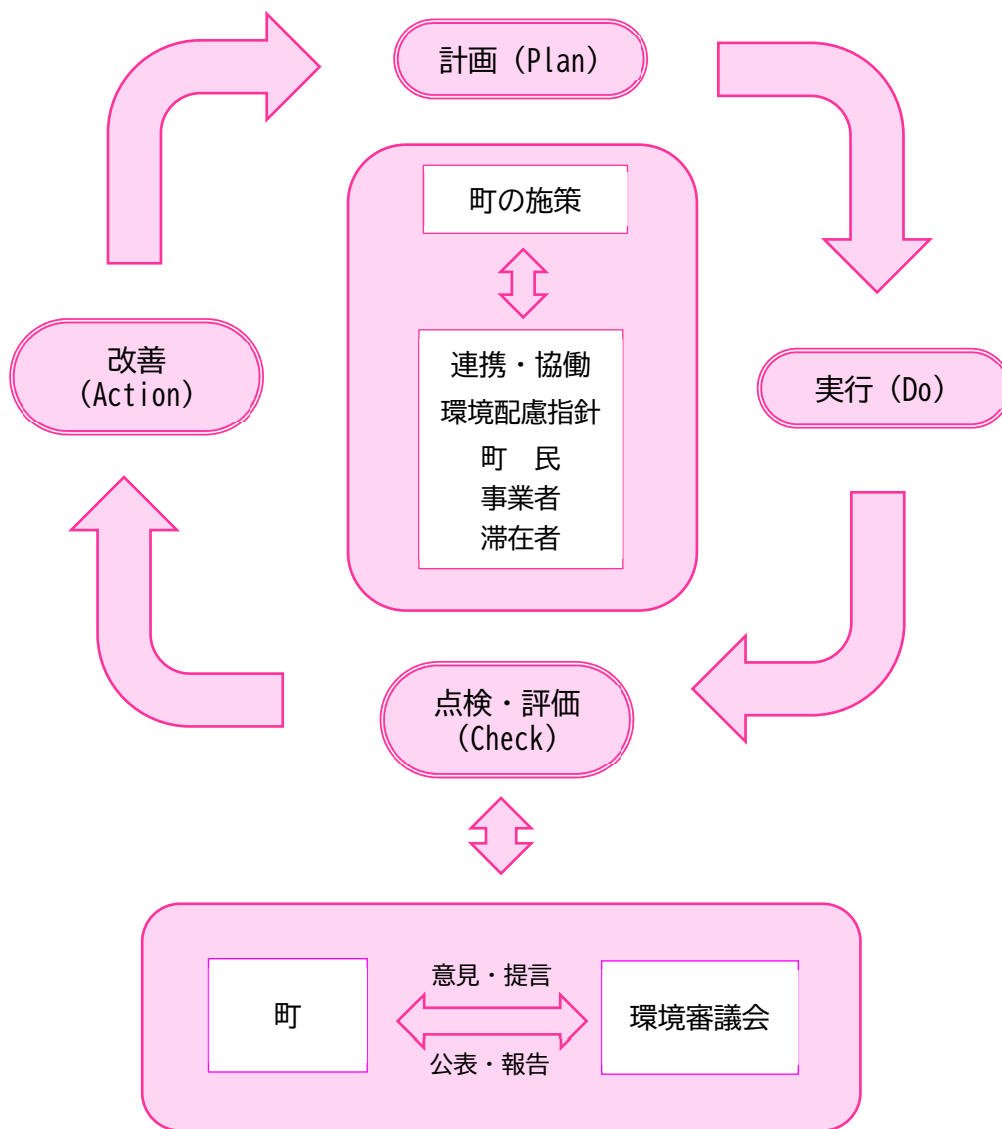 計画（Plan）
町の施策
連携・協働
環境配慮指針
町　民
事業者
滞在者
改善
（Action）
実行（Do）
点検・評価
（Check）
町
意見・提言
公表・報告
環境審議会